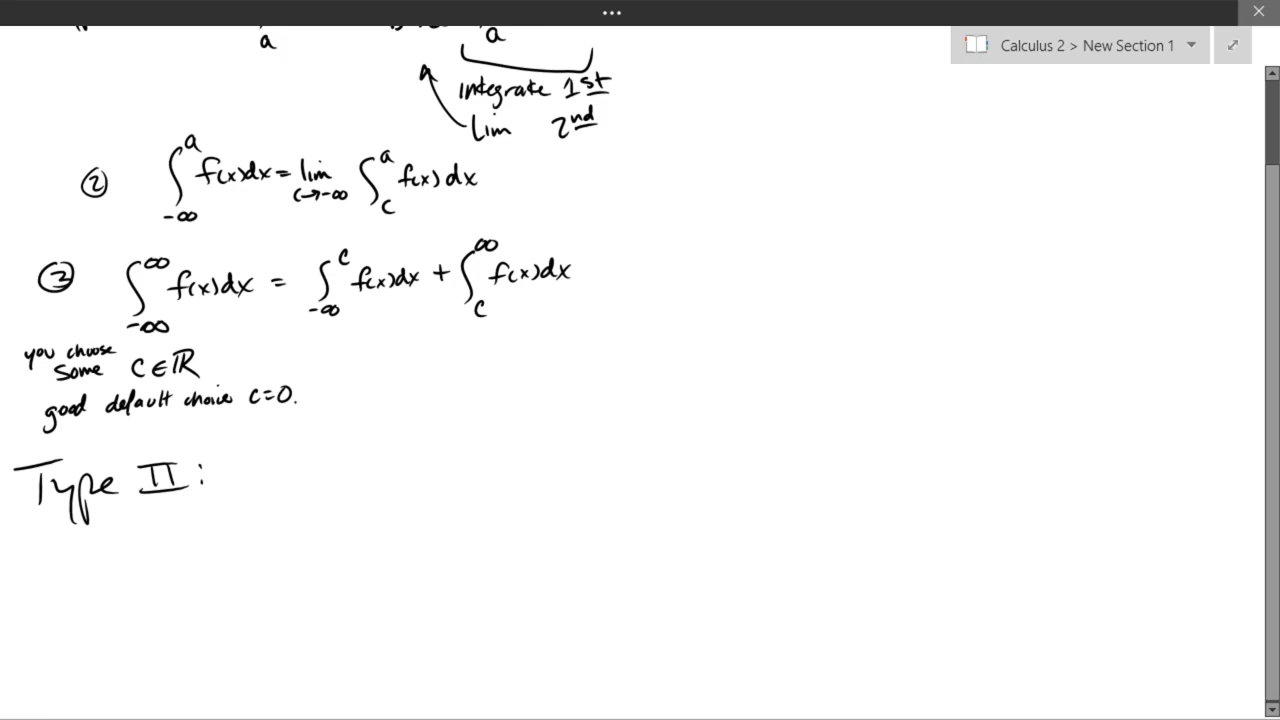 Calculus 2 > New Section 1
a
a
integrate 1st
Lim 2nd
② ∫_{-∞}^{a} f(x)dx = lim_{c→-∞} ∫_{c}^{a} f(x) dx
③ ∫_{-∞}^{∞} f(x)dx = ∫_{-∞}^{c} f(x)dx + ∫_{c}^{∞} f(x)dx
you choose
some c ∈ ℝ
good default choice c=0.
Type II: